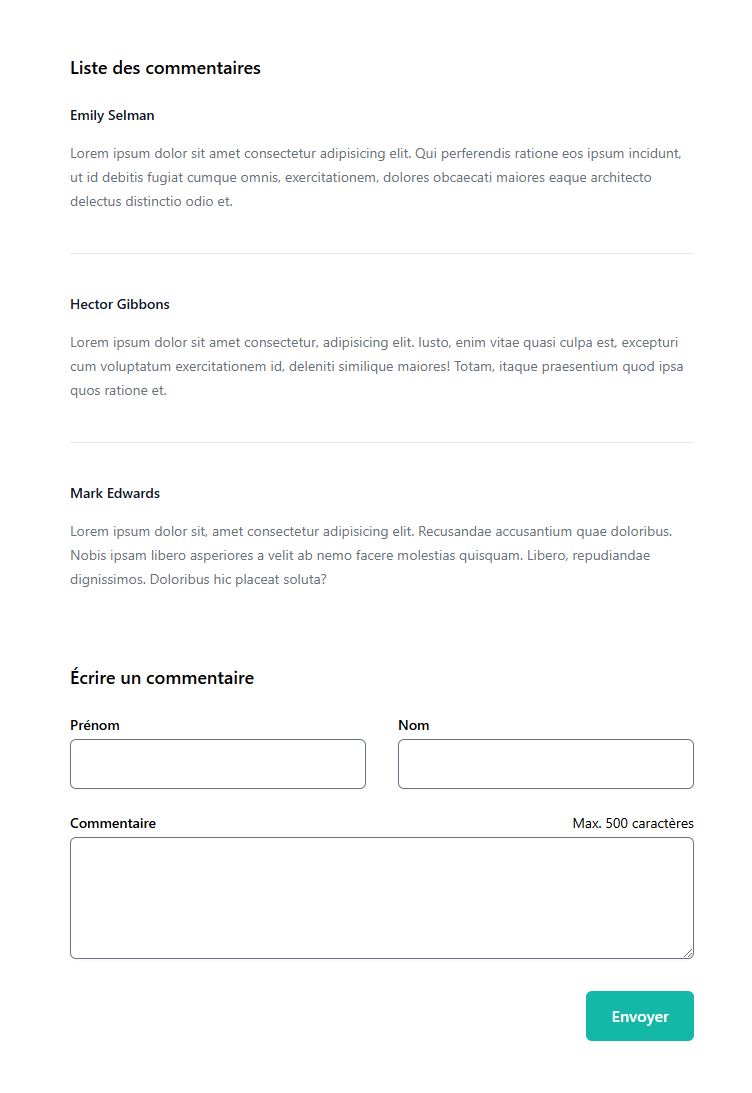 Liste des commentaires
Emily Selman
Lorem ipsum dolor sit amet consectetur adipisicing elit. Qui perferendis ratione eos ipsum incidunt,
ut id debitis fugiat cumque omnis, exercitationem, dolores obcaecati maiores eaque architecto
delectus distinctio odio et.
Hector Gibbons
Lorem ipsum dolor sit amet consectetur, adipisicing elit. Iusto, enim vitae quasi culpa est, excepturi
cum voluptatum exercitationem id, deleniti similique maiores! Totam, itaque praesentium quod ipsa
quos ratione et.
Mark Edwards
Lorem ipsum dolor sit, amet consectetur adipisicing elit. Recusandae accusantium quae doloribus.
Nobis ipsam libero asperiores a velit ab nemo facere molestias quisquam. Libero, repudiandae
dignissimos. Doloribus hic placeat soluta?
Écrire un commentaire
Prénom
Nom
Commentaire
Max. 500 caractères
Envoyer